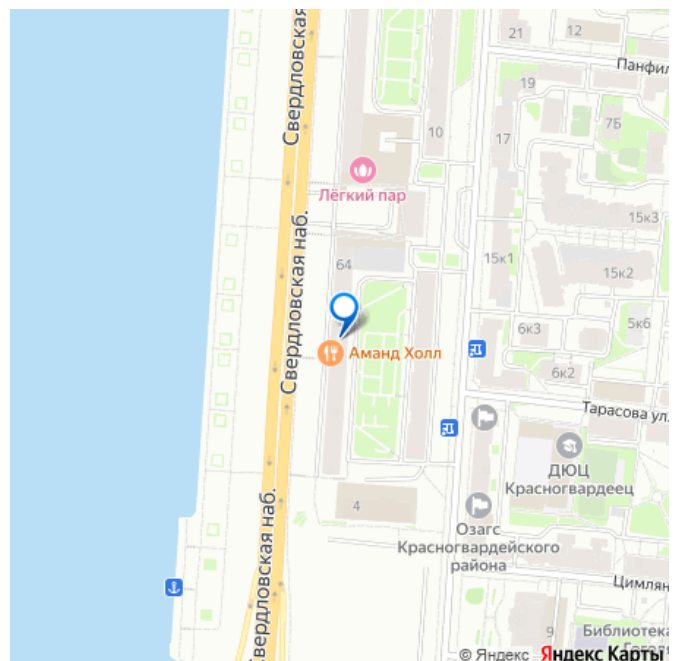 Свердловская
21
12
Панфил
19
7Б
17
10
Лёгкий пар
15к3
Свердловская наб.
15к1
64
15к2
6к3
5к6
Аманд Холл
6к2
Тарасова ул.
ДЮЦ
Красногвардеец
4
Озагс
Красногвардейского
района
Свердловская наб.
Цимлян
9
Библиотека
© Яндекс Яндекс Карты